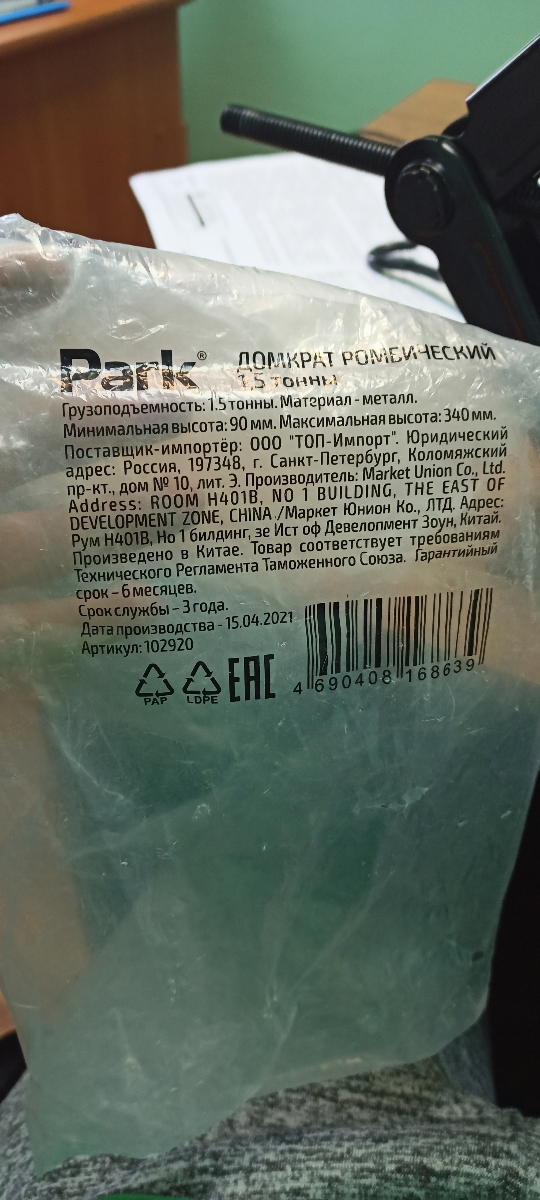 Park®
ДОМКРАТ РОМБИЧЕСКИЙ
1,5 тонны
Грузоподъемность: 1.5 тонны. Материал - металл.
Минимальная высота: 90 мм. Максимальная высота: 340 мм.
Поставщик-импортёр: ООО "ТОП-Импорт". Юридический
адрес: Россия, 197348, г. Санкт-Петербург, Коломяжский
пр-кт., дом № 10, лит. Э. Производитель: Market Union Co., Ltd.
Address: ROOM H401B, NO 1 BUILDING, THE EAST OF
DEVELOPMENT ZONE, CHINA ./Маркет Юнион Ко., ЛТД. Адрес:
Рум H401B, Но 1 билдинг, зе Ист оф Девелопмент Зоун, Китай.
Произведено в Китае. Товар соответствует требованиям
Технического Регламента Таможенного Союза. Гарантийный
срок – 6 месяцев.
Срок службы – 3 года.
Дата производства - 15.04.2021
Артикул: 102920
PAP
LDPE
EAC
4 690408 168639